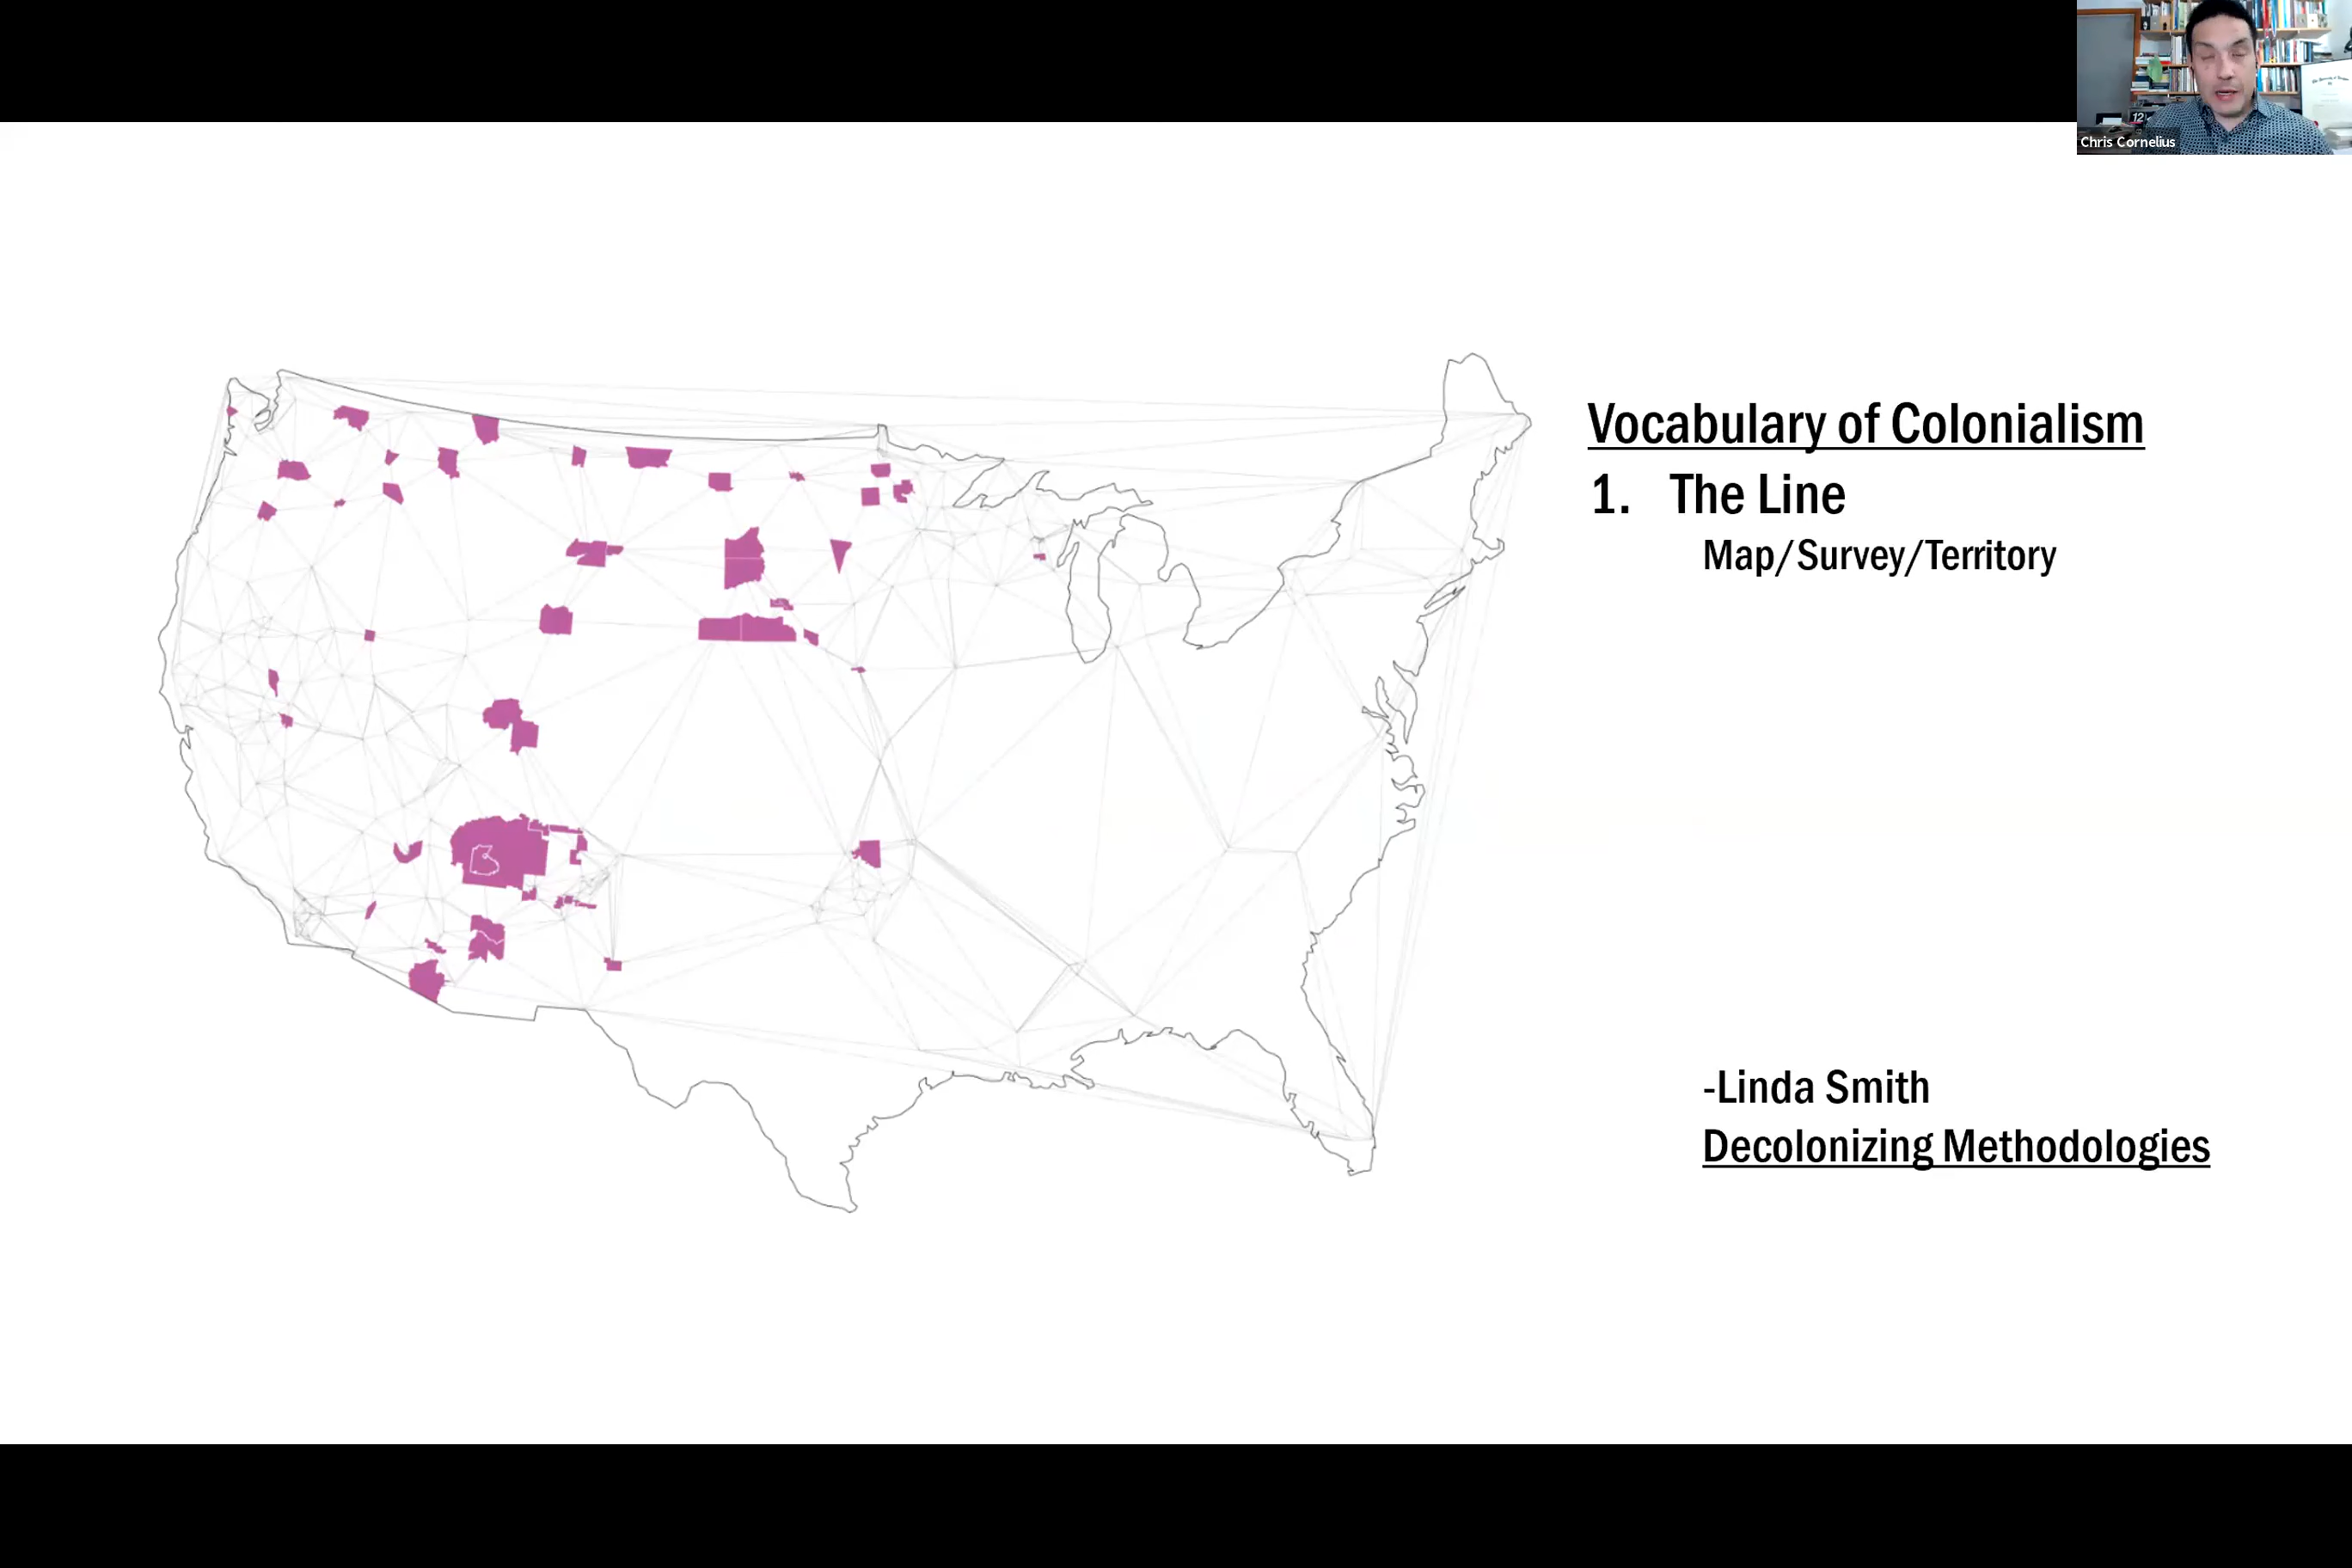 Chris Cornelius
Vocabulary of Colonialism
1. The Line
Map/Survey/Territory
-Linda Smith
Decolonizing Methodologies